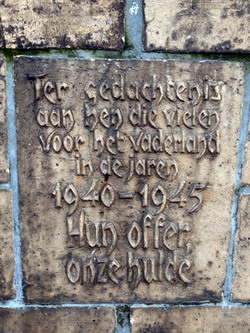 Ter gedachtenis
aan hen die vielen
voor het vaderland
in de jaren
1940-1945
Hun offer,
onze hulde